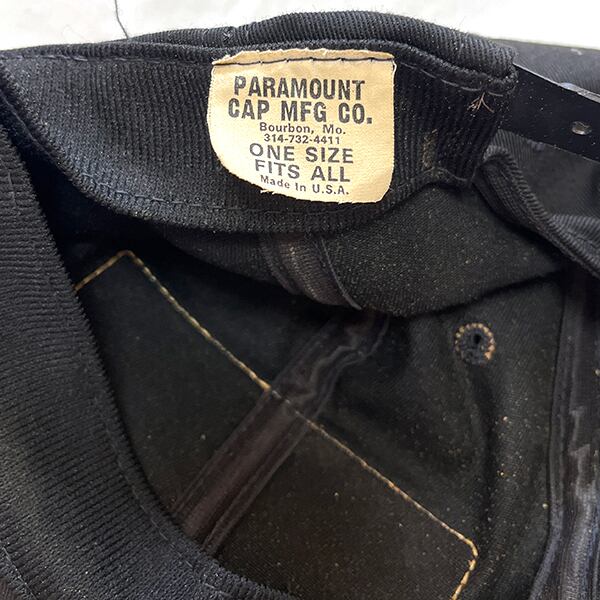 PARAMOUNT
CAP MFG CO.
Bourbon, Mo.
314-732-4411
ONE SIZE
FITS ALL
Made in U.S.A.